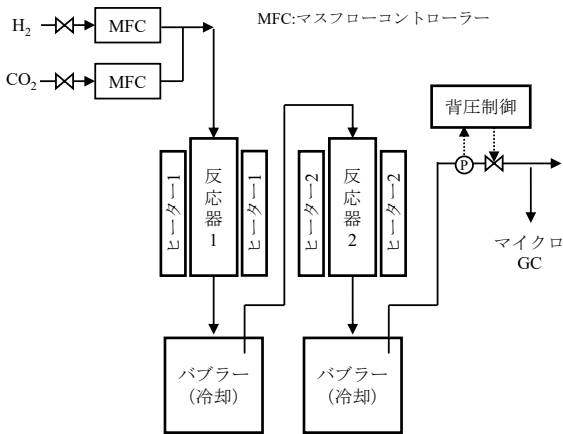 MFC:マスフローコントローラー
H₂
MFC
CO₂
MFC
背圧制御
P
マイクロ
GC
ヒーター1
反応器
1
ヒーター1
ヒーター2
反応器
2
ヒーター2
バブラー
（冷却）
バブラー
（冷却）